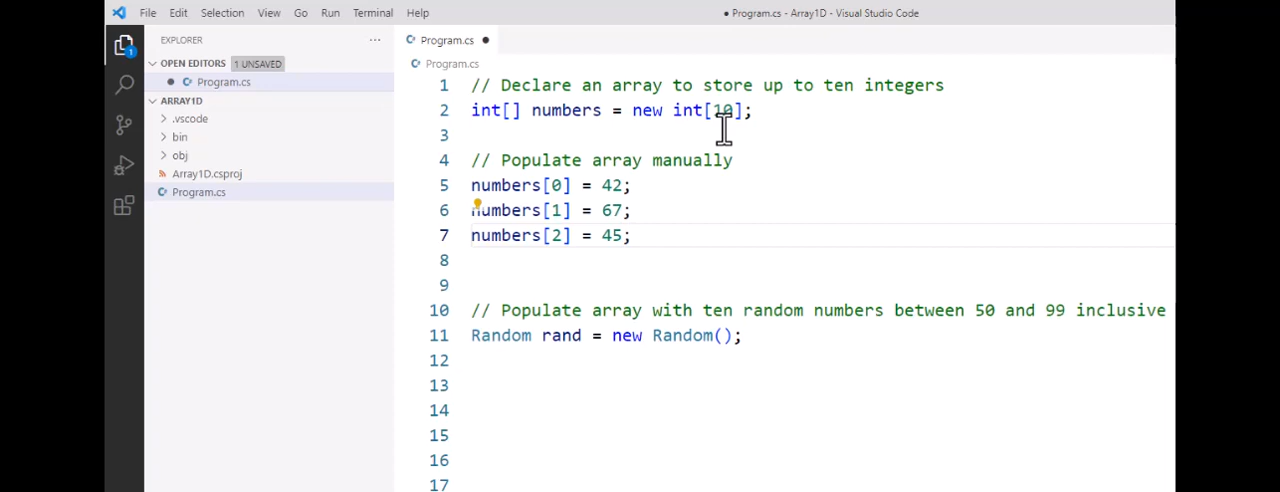 File Edit Selection View Go Run Terminal Help
● Program.cs - Array1D - Visual Studio Code
1
EXPLORER ...
Program.cs ●
OPEN EDITORS 1 UNSAVED
Program.cs
● Program.cs
ARRAY1D
.vscode
bin
obj
Array1D.csproj
Program.cs
1 // Declare an array to store up to ten integers
2 int[] numbers = new int[10];
3
4 // Populate array manually
5 numbers[0] = 42;
6 numbers[1] = 67;
7 numbers[2] = 45;
8
9
10 // Populate array with ten random numbers between 50 and 99 inclusive
11 Random rand = new Random();
12
13
14
15
16
17